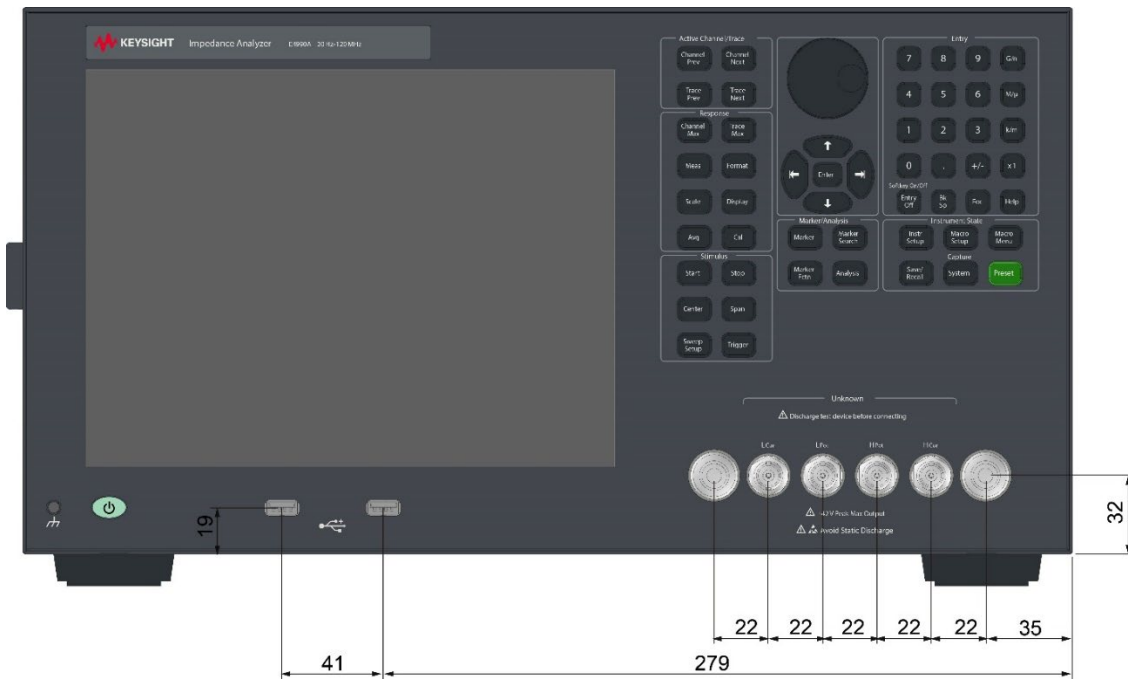 KEYSIGHT Impedance Analyzer E4990A 20 Hz-120 MHz
Active Channel/Trace
Channel Prev
Channel Next
Trace Prev
Trace Next
Response
Channel Max
Trace Max
Meas
Format
Scale
Display
Avg
Cal
Stimulus
Start
Stop
Center
Span
Sweep Setup
Trigger
Enter
Marker/Analysis
Marker
Marker Search
Marker Fctn
Analysis
Entry
7 8 9 G/n
4 5 6 M/µ
1 2 3 k/m
0 . +/- x1
Softkey On/Off
Entry Off
Bk Sp
Foc
Help
Instrument State
Instr Setup
Macro Setup
Macro Menu
Capture
Save/ Recall
System
Preset
Unknown
Discharge test device before connecting
LCur LPot HPot HCur
42V Peak Max Output
Avoid Static Discharge
19
32
22 22 22 22 22 35
41 279